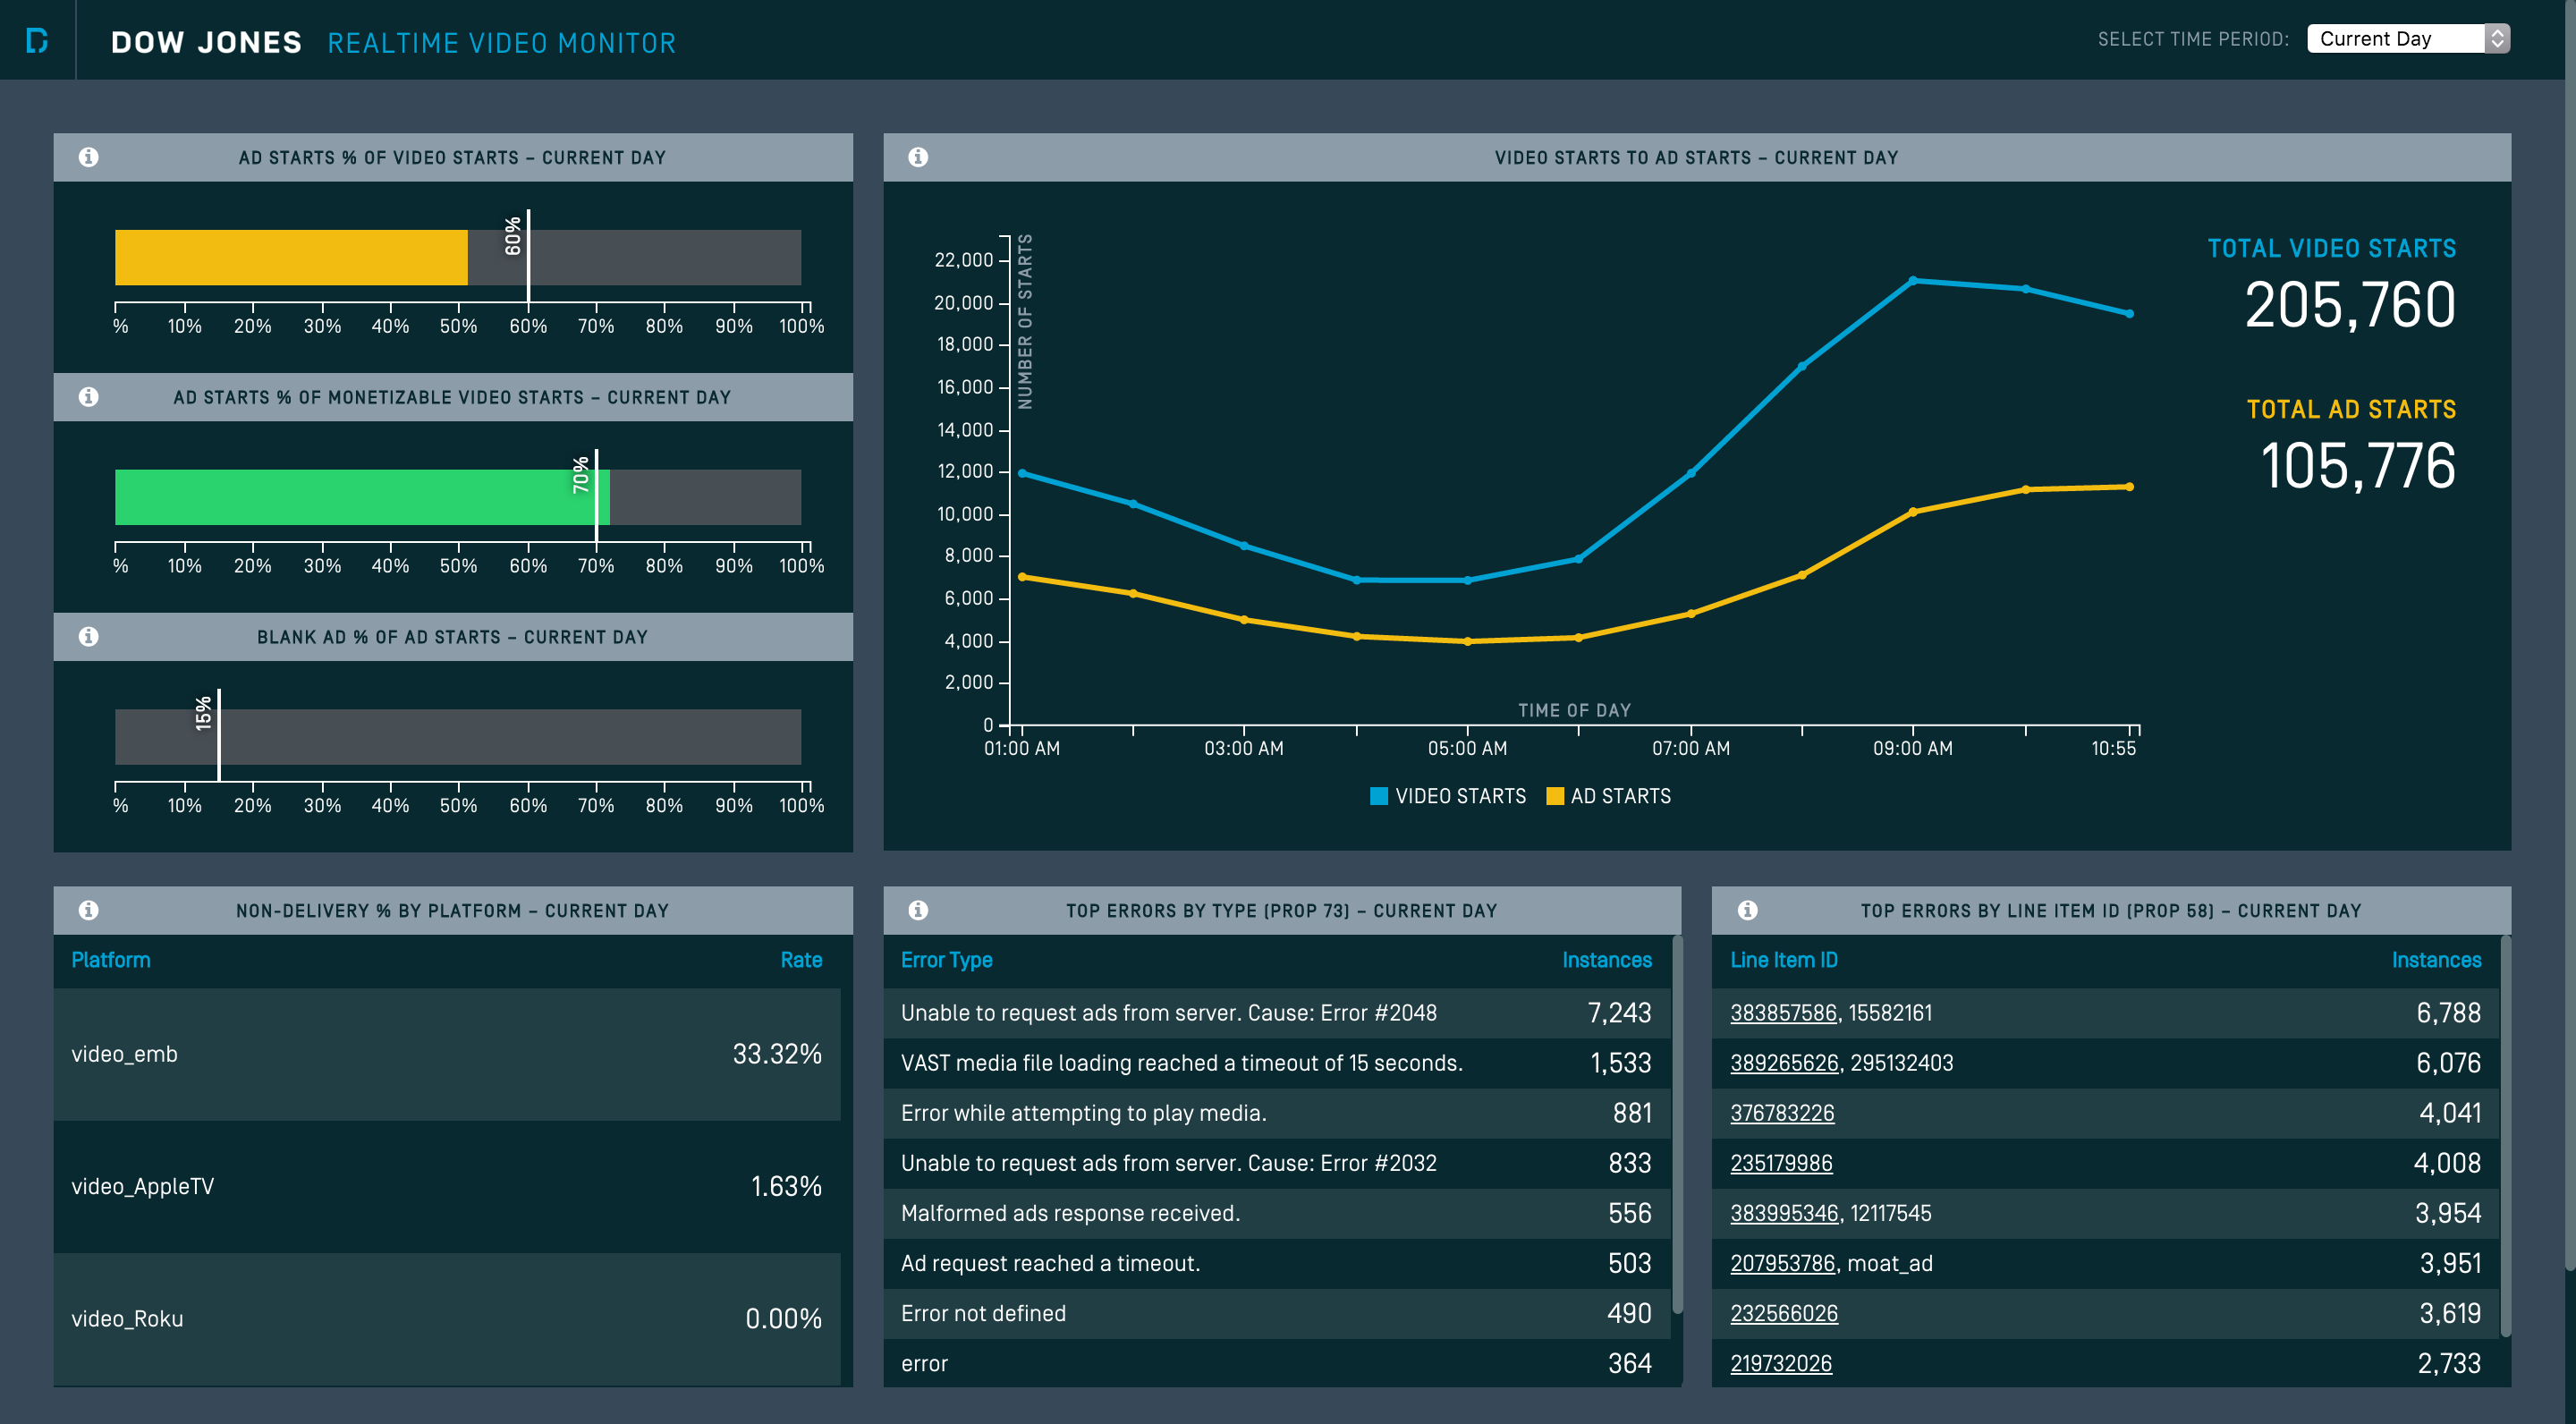 DOW JONES REALTIME VIDEO MONITOR
SELECT TIME PERIOD: Current Day
AD STARTS % OF VIDEO STARTS – CURRENT DAY
60%
% 10% 20% 30% 40% 50% 60% 70% 80% 90% 100%
AD STARTS % OF MONETIZABLE VIDEO STARTS – CURRENT DAY
70%
% 10% 20% 30% 40% 50% 60% 70% 80% 90% 100%
BLANK AD % OF AD STARTS – CURRENT DAY
15%
% 10% 20% 30% 40% 50% 60% 70% 80% 90% 100%
VIDEO STARTS TO AD STARTS – CURRENT DAY
NUMBER OF STARTS
22,000
20,000
18,000
16,000
14,000
12,000
10,000
8,000
6,000
4,000
2,000
0
TIME OF DAY
01:00 AM 03:00 AM 05:00 AM 07:00 AM 09:00 AM 10:55
VIDEO STARTS AD STARTS
TOTAL VIDEO STARTS
205,760
TOTAL AD STARTS
105,776
NON-DELIVERY % BY PLATFORM – CURRENT DAY
Platform Rate
video_emb 33.32%
video_AppleTV 1.63%
video_Roku 0.00%
TOP ERRORS BY TYPE (PROP 73) – CURRENT DAY
Error Type Instances
Unable to request ads from server. Cause: Error #2048 7,243
VAST media file loading reached a timeout of 15 seconds. 1,533
Error while attempting to play media. 881
Unable to request ads from server. Cause: Error #2032 833
Malformed ads response received. 556
Ad request reached a timeout. 503
Error not defined 490
error 364
TOP ERRORS BY LINE ITEM ID (PROP 58) – CURRENT DAY
Line Item ID Instances
383857586, 15582161 6,788
389265626, 295132403 6,076
376783226 4,041
235179986 4,008
383995346, 12117545 3,954
207953786, moat_ad 3,951
232566026 3,619
219732026 2,733